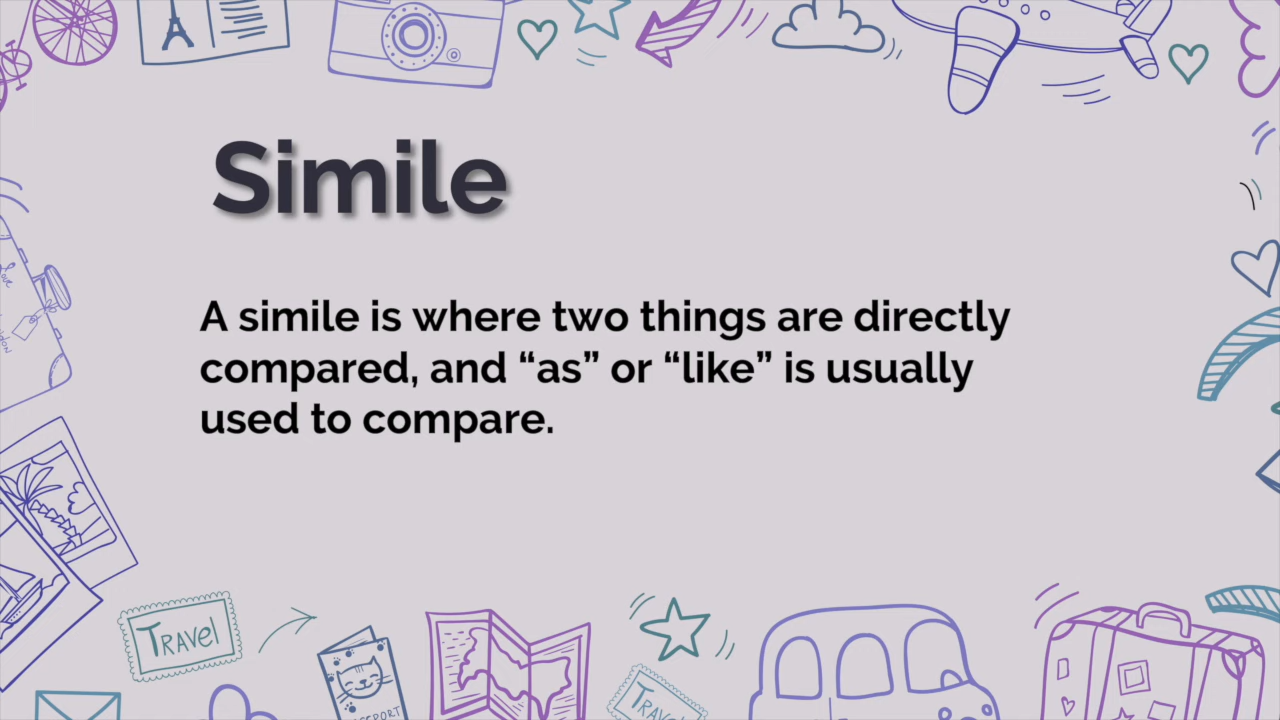 Simile
A simile is where two things are directly
compared, and “as” or “like” is usually
used to compare.
Love
TRAVEL